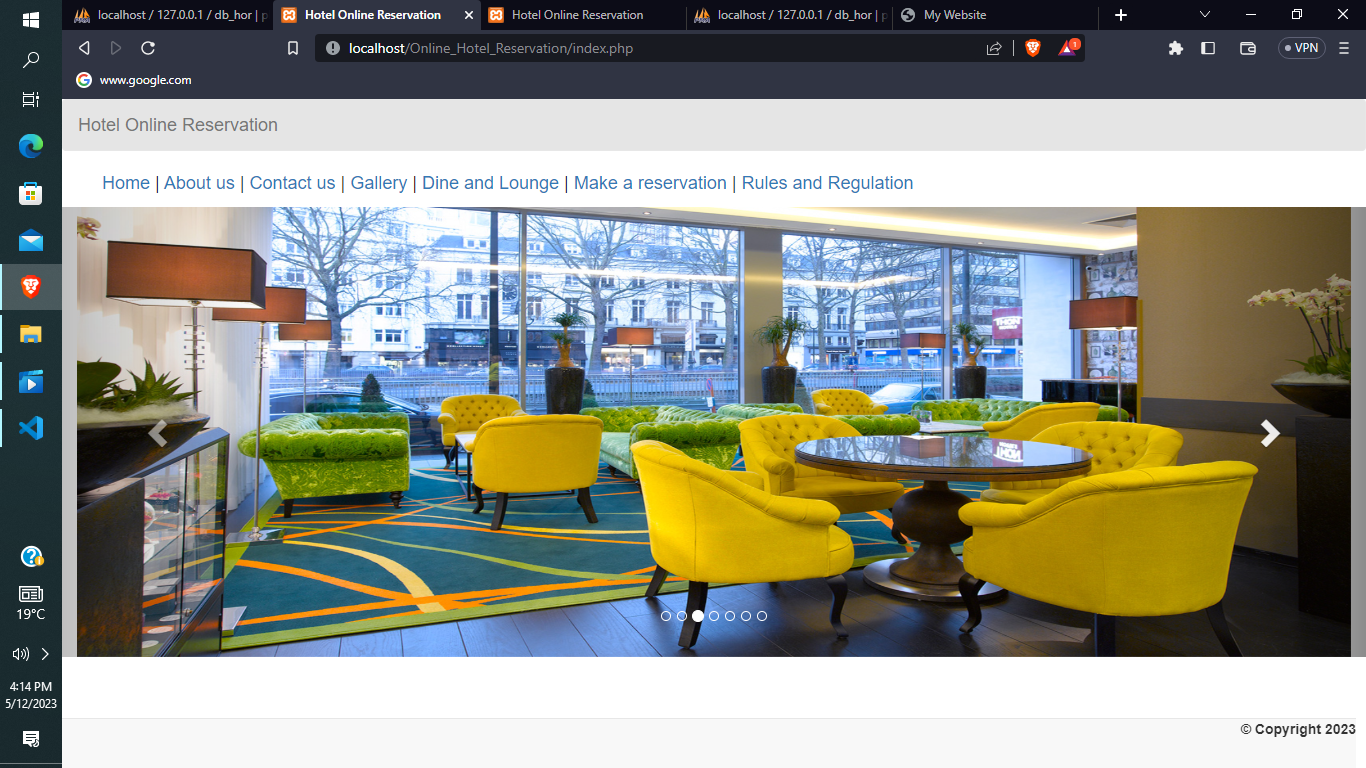 localhost / 127.0.0.1 / db_hor | p
Hotel Online Reservation
Hotel Online Reservation
localhost / 127.0.0.1 / db_hor | p
My Website
localhost/Online_Hotel_Reservation/index.php
1
VPN
www.google.com
Hotel Online Reservation
Home | About us | Contact us | Gallery | Dine and Lounge | Make a reservation | Rules and Regulation
THON
© Copyright 2023
19°C
4:14 PM
5/12/2023